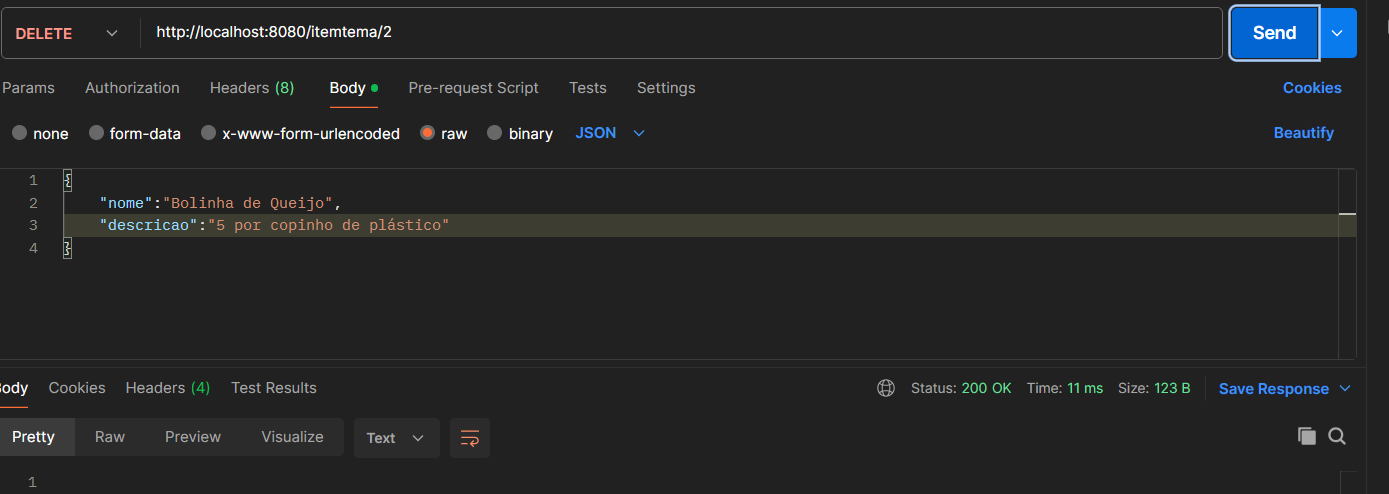 DELETE http://localhost:8080/itemtema/2 Send
Params Authorization Headers (8) Body Pre-request Script Tests Settings Cookies
none form-data x-www-form-urlencoded raw binary JSON Beautify
1 {
2 "nome":"Bolinha de Queijo",
3 "descricao":"5 por copinho de plástico"
4 }
ody Cookies Headers (4) Test Results Status: 200 OK Time: 11 ms Size: 123 B Save Response
Pretty Raw Preview Visualize Text
1